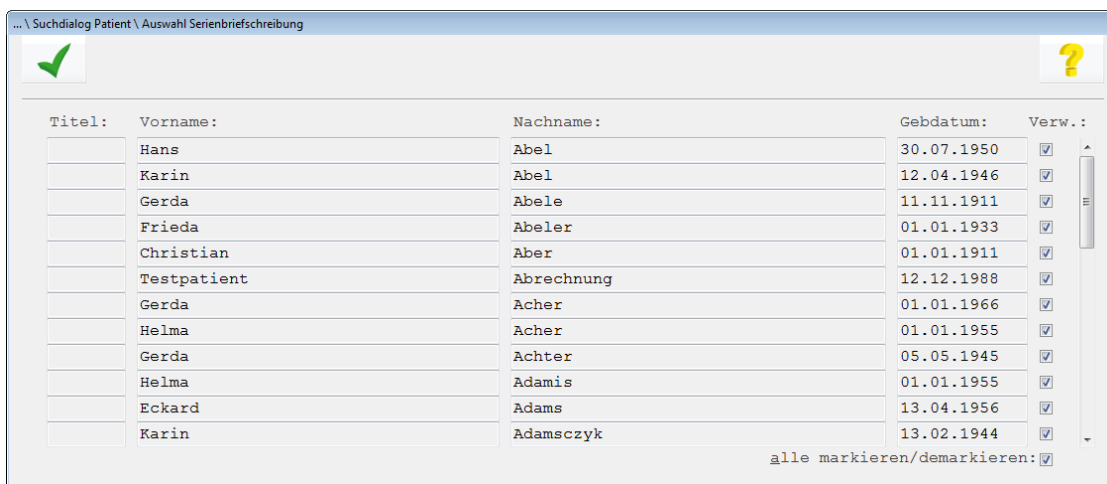 ... \ Suchdialog Patient \ Auswahl Serienbriefschreibung
Titel: Vorname: Nachname: Gebdatum: Verw.:
Hans Abel 30.07.1950
Karin Abel 12.04.1946
Gerda Abele 11.11.1911
Frieda Abeler 01.01.1933
Christian Aber 01.01.1911
Testpatient Abrechnung 12.12.1988
Gerda Acher 01.01.1966
Helma Acher 01.01.1955
Gerda Achter 05.05.1945
Helma Adamis 01.01.1955
Eckard Adams 13.04.1956
Karin Adamsczyk 13.02.1944
alle markieren/demarkieren: